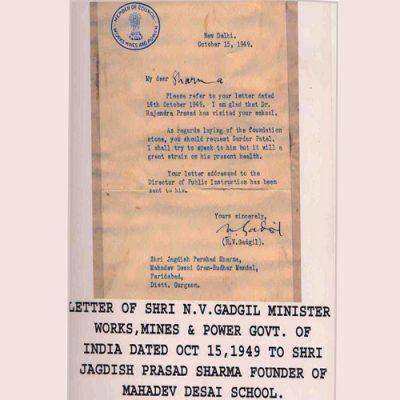 MEMBER OF COUNCIL
WORKS MINES AND POWER
New Delhi.
October 15, 1949.
My dear Sharma
Please refer to your letter dated
14th October 1949. I am glad that Dr.
Rajendra Prasad has visited your school.
As regards laying of the foundation
stone, you should request Sardar Patel.
I shall try to speak to him but it will a
great strain on his present health.
Your letter addressed to the
Director of Public Instruction has been
sent to him.
Yours sincerely,
N. Gadgil
(N.V.Gadgil)
Shri Jagdish Pershad Sharma,
Mahadev Desai Gram-Sudhar Mandal,
Faridabad,
Distt. Gurgaon.
LETTER OF SHRI N.V.GADGIL MINISTER
WORKS,MINES & POWER GOVT. OF
INDIA DATED OCT 15,1949 TO SHRI
JAGDISH PRASAD SHARMA FOUNDER OF
MAHADEV DESAI SCHOOL.